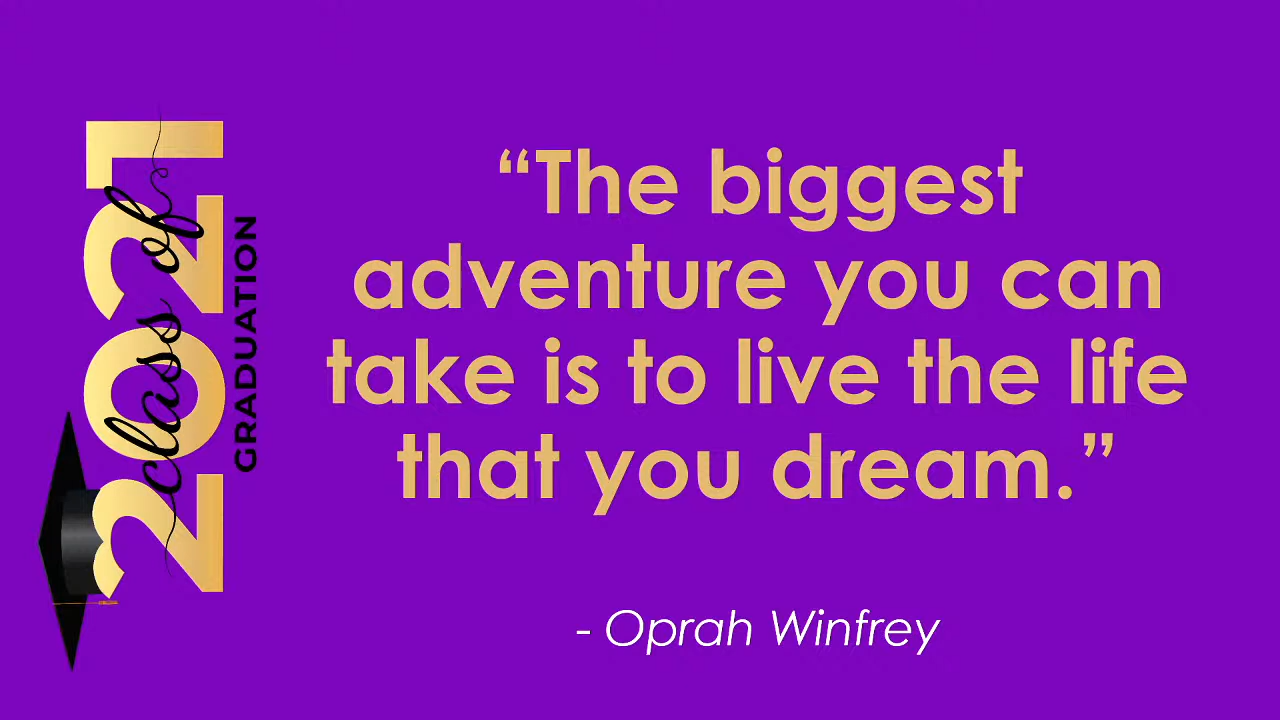 2021
class of
GRADUATION
“The biggest
adventure you can
take is to live the life
that you dream.”
- Oprah Winfrey